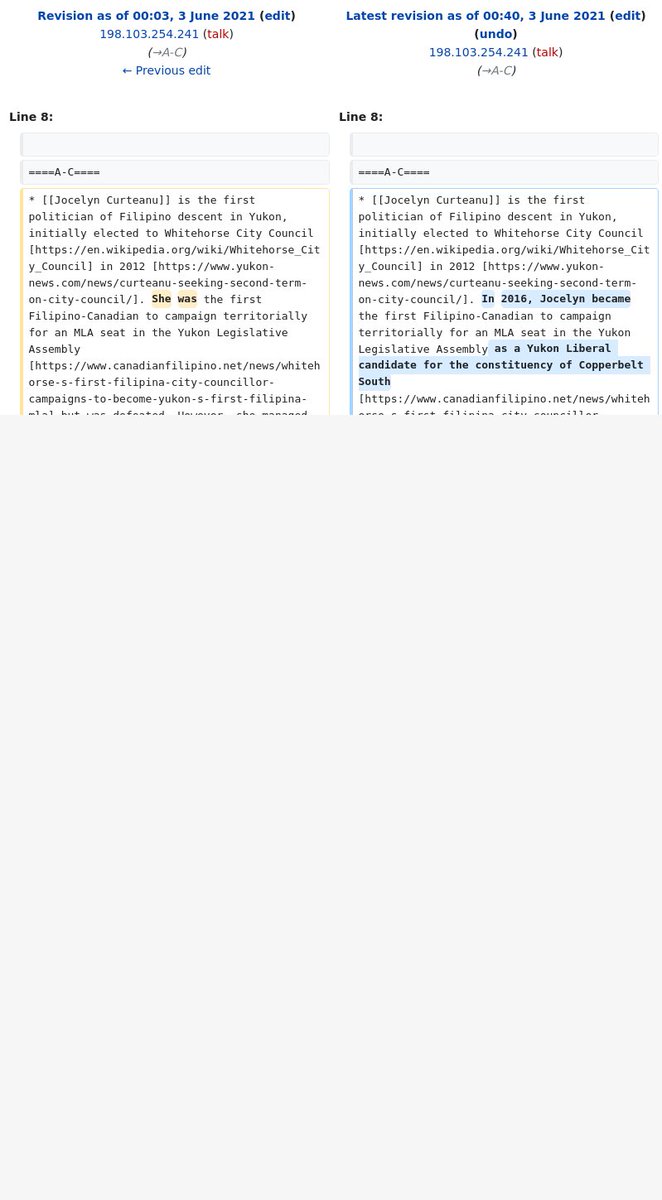 Revision as of 00:03, 3 June 2021 (edit)
198.103.254.241 (talk)
(→A-C)
← Previous edit
Line 8:
====A-C====
* [[Jocelyn Curteanu]] is the first
politician of Filipino descent in Yukon,
initially elected to Whitehorse City Council
[https://en.wikipedia.org/wiki/Whitehorse_Cit
y_Council] in 2012 [https://www.yukon-
news.com/news/curteanu-seeking-second-term-
on-city-council/]. She was the first
Filipino-Canadian to campaign territorially
for an MLA seat in the Yukon Legislative
Assembly
[https://www.canadianfilipino.net/news/whiteh
orse-s-first-filipina-city-councillor-
campaigns-to-become-yukon-s-first-filipina-
mla] but was defeated. However, she managed
Latest revision as of 00:40, 3 June 2021 (edit)
(undo)
198.103.254.241 (talk)
(→A-C)
Line 8:
====A-C====
* [[Jocelyn Curteanu]] is the first
politician of Filipino descent in Yukon,
initially elected to Whitehorse City Council
[https://en.wikipedia.org/wiki/Whitehorse_Cit
y_Council] in 2012 [https://www.yukon-
news.com/news/curteanu-seeking-second-term-
on-city-council/]. In 2016, Jocelyn became
the first Filipino-Canadian to campaign
territorially for an MLA seat in the Yukon
Legislative Assembly as a Yukon Liberal
candidate for the constituency of Copperbelt
South
[https://www.canadianfilipino.net/news/whiteh
orse-s-first-filipina-city-councillor-